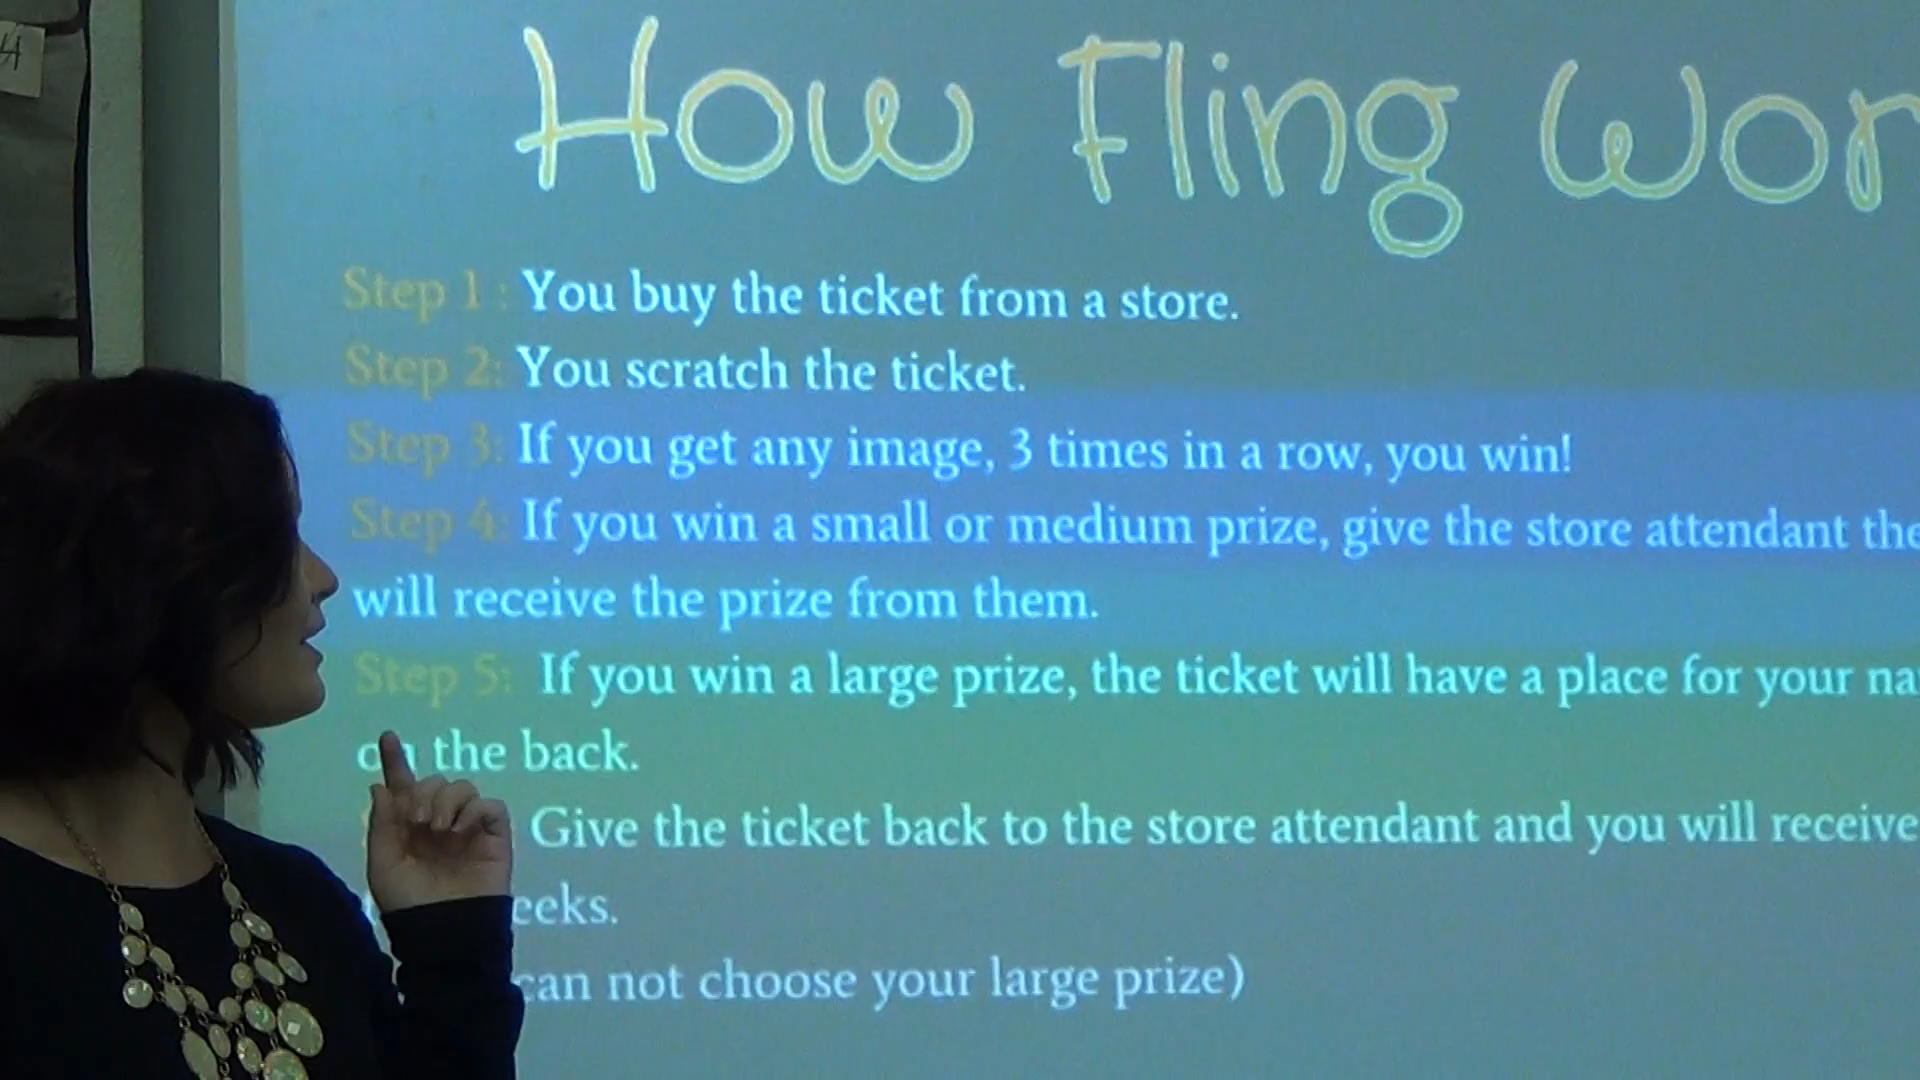 How Fling Wor
Step 1 : You buy the ticket from a store.
Step 2: You scratch the ticket.
Step 3: If you get any image, 3 times in a row, you win!
Step 4: If you win a small or medium prize, give the store attendant the
will receive the prize from them.
Step 5: If you win a large prize, the ticket will have a place for your na
on the back.
Give the ticket back to the store attendant and you will receive
eeks.
can not choose your large prize)